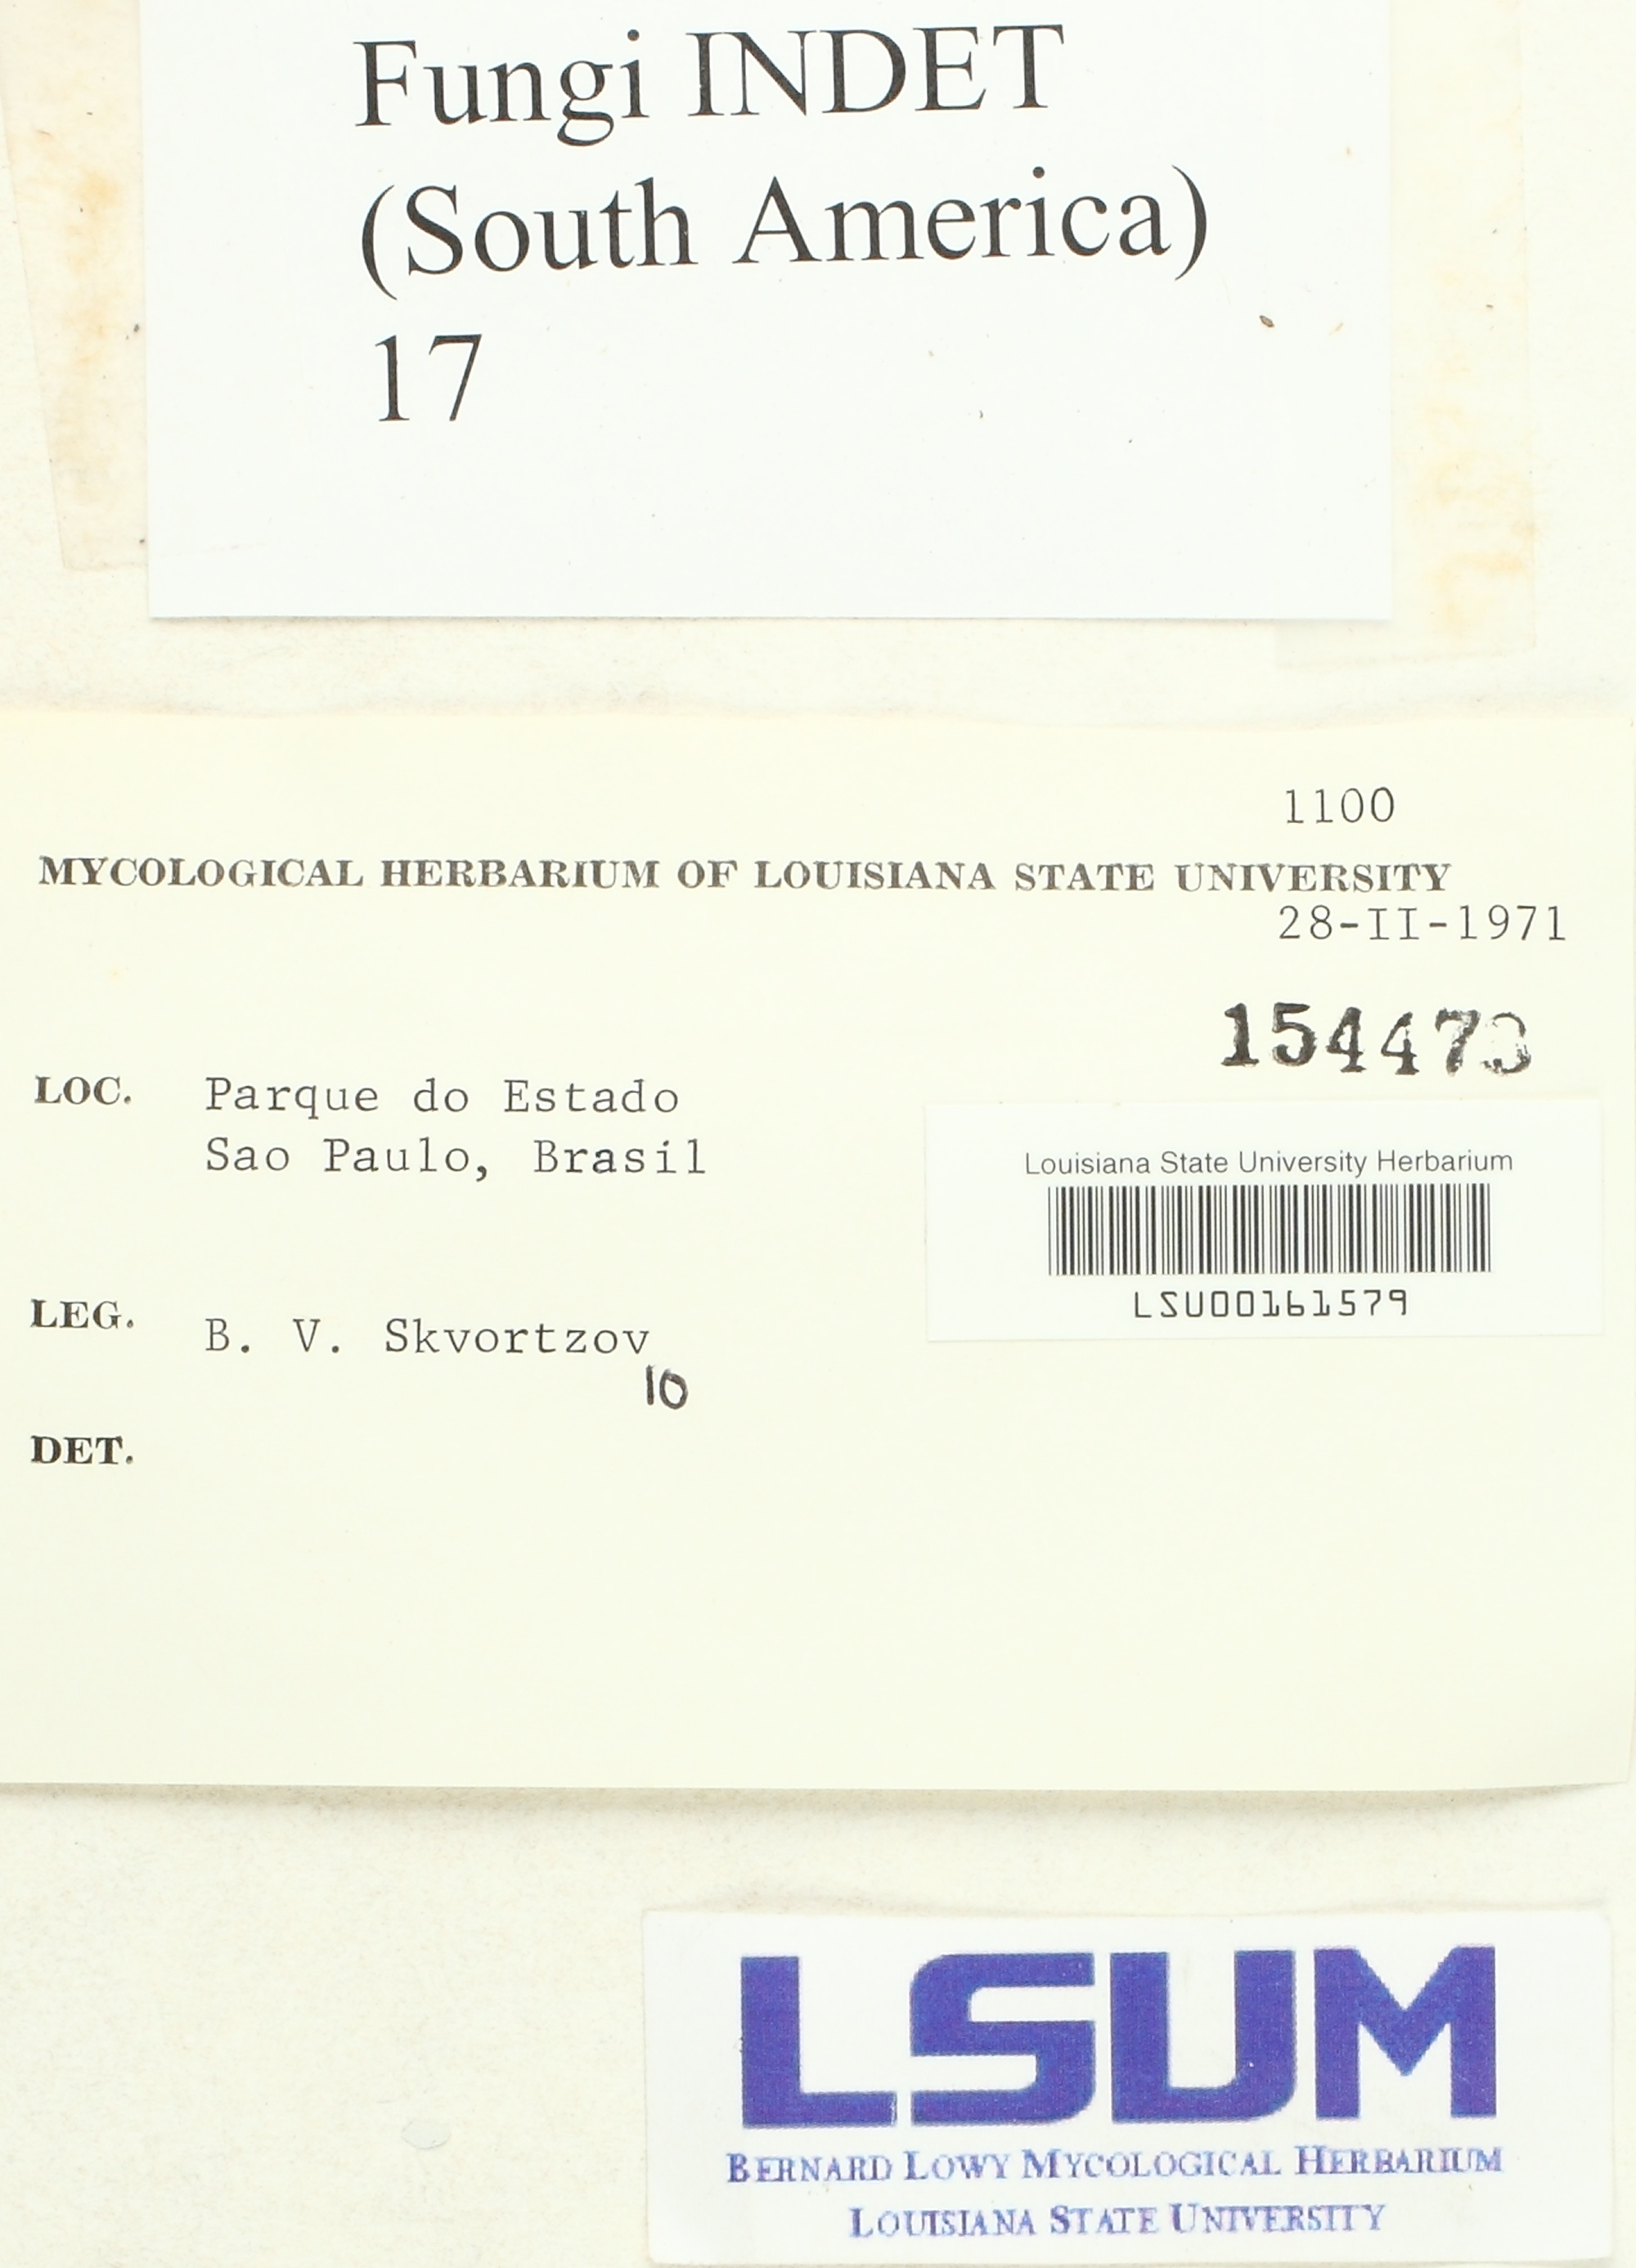 Fungi INDET
(South America)
17
1100
MYCOLOGICAL HERBARIUM OF LOUISIANA STATE UNIVERSITY
28-II-1971
154473
LOC. Parque do Estado
Sao Paulo, Brasil
Louisiana State University Herbarium
LSU00161579
LEG. B. V. Skvortzov
10
DET.
LSUM
BERNARD LOWY MYCOLOGICAL HERBARIUM
LOUISIANA STATE UNIVERSITY